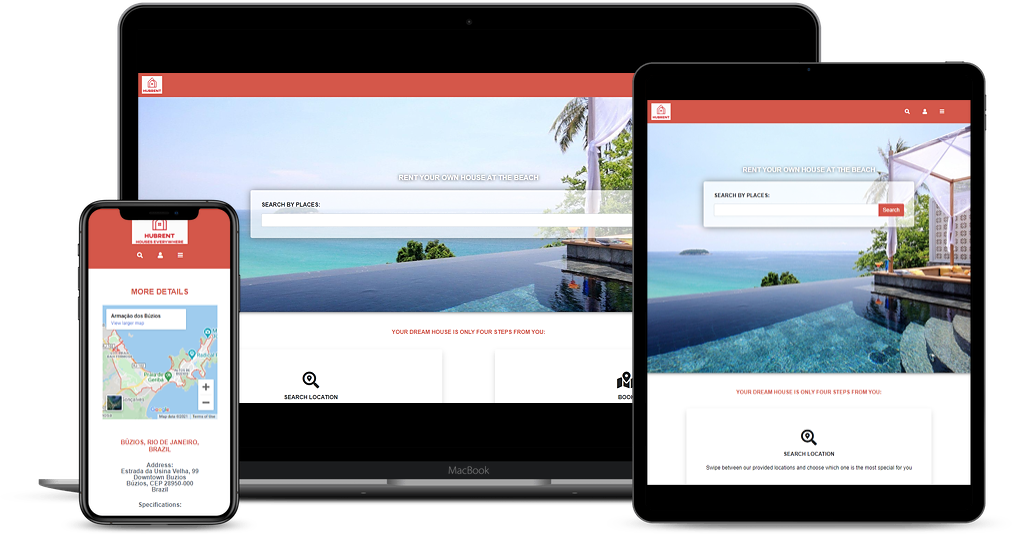 HUBRENT
RENT YOUR OWN HOUSE AT THE BEACH
SEARCH BY PLACES:
YOUR DREAM HOUSE IS ONLY FOUR STEPS FROM YOU:
SEARCH LOCATION
BOO
MacBook
HUBRENT
HOUSES EVERYWHERE
MORE DETAILS
Armação dos Búzios
View larger map
Praia de
Geribá
Map data ©2021
Terms of Use
BÚZIOS, RIO DE JANEIRO,
BRAZIL
Address:
Estrada da Usina Velha, 99
Downtown Buzios
Búzios, CEP 28950.000
Brazil
Specifications:
HUBRENT
RENT YOUR OWN HOUSE AT THE BEACH
SEARCH BY PLACES:
Search
YOUR DREAM HOUSE IS ONLY FOUR STEPS FROM YOU:
SEARCH LOCATION
Swipe between our provided locations and choose which one is the most special for you